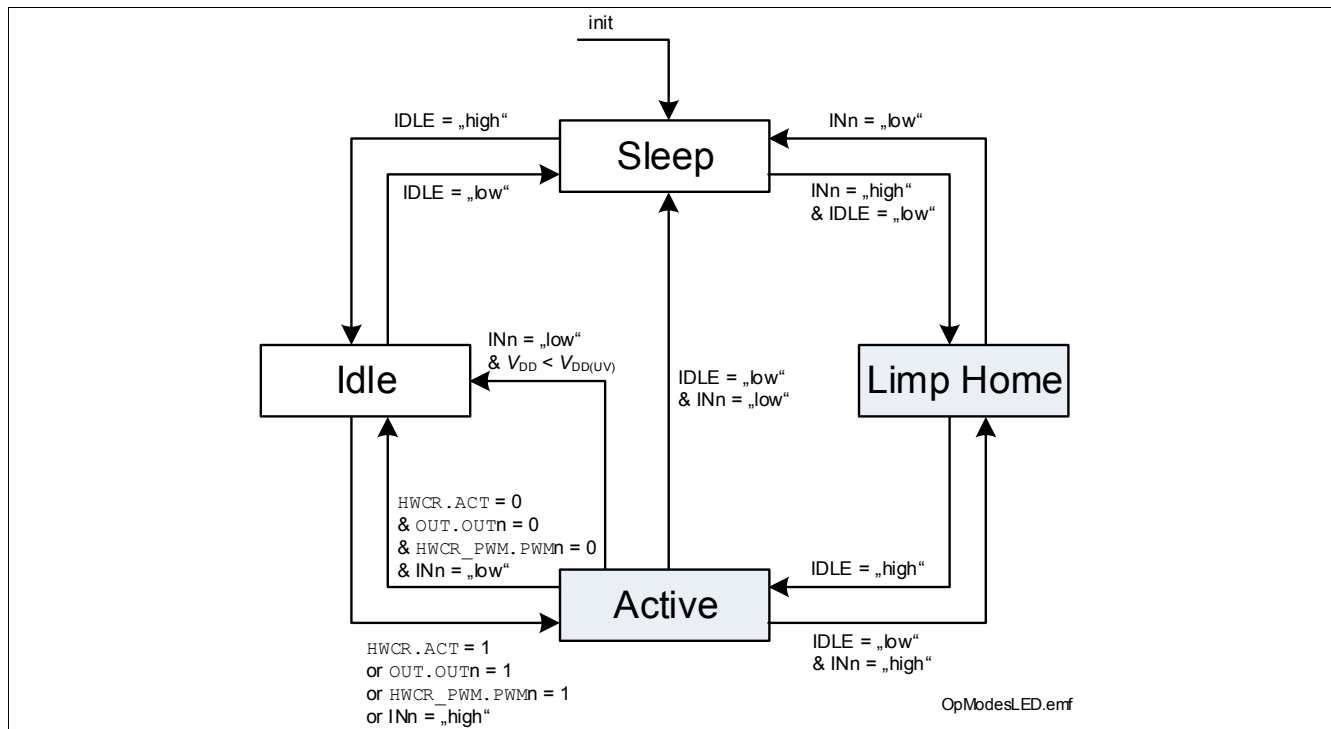 init
IDLE = „high“
INn = „low“
Sleep
IDLE = „low“
INn = „high“
& IDLE = „low“
INn = „low“
& VDD < VDD(UV)
Idle
IDLE = „low“
& INn = „low“
Limp Home
HWCR.ACT = 0
& OUT.OUTn = 0
& HWCR_PWM.PWMn = 0
& INn = „low“
IDLE = „high“
Active
IDLE = „low“
& INn = „high“
HWCR.ACT = 1
or OUT.OUTn = 1
or HWCR_PWM.PWMn = 1
or INn = „high“
OpModesLED.emf